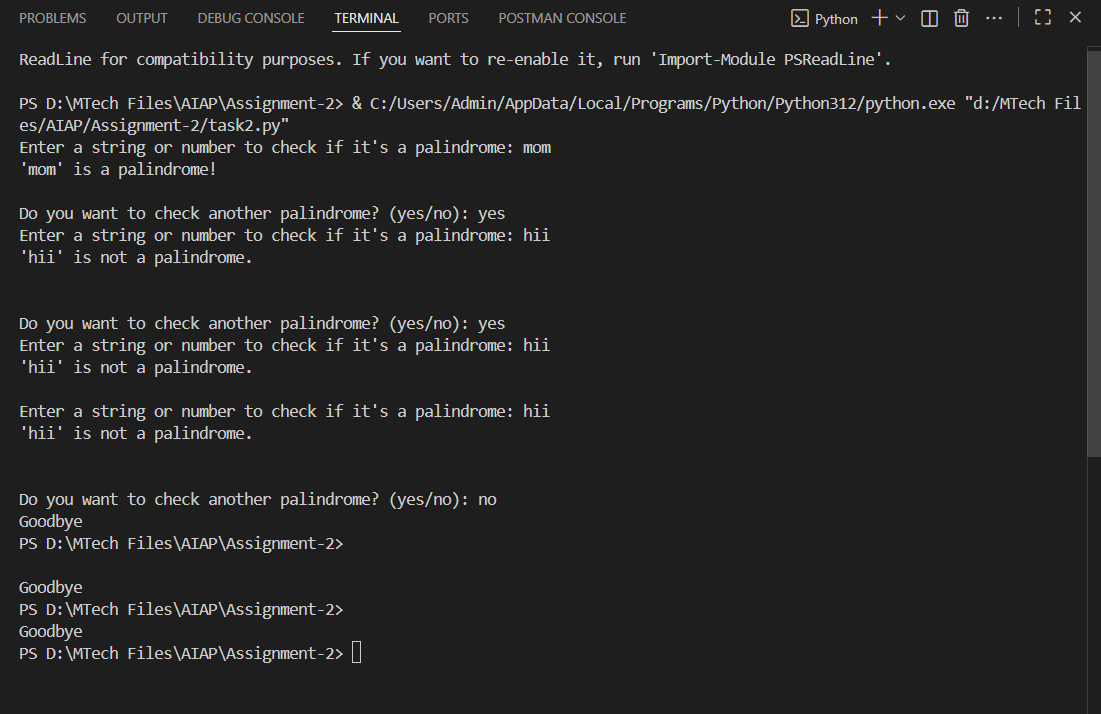 PROBLEMS OUTPUT DEBUG CONSOLE TERMINAL PORTS POSTMAN CONSOLE Python
ReadLine for compatibility purposes. If you want to re-enable it, run 'Import-Module PSReadLine'.
PS D:\MTech Files\AIAP\Assignment-2> & C:/Users/Admin/AppData/Local/Programs/Python/Python312/python.exe "d:/MTech Fil
es/AIAP/Assignment-2/task2.py"
Enter a string or number to check if it's a palindrome: mom
'mom' is a palindrome!
Do you want to check another palindrome? (yes/no): yes
Enter a string or number to check if it's a palindrome: hii
'hii' is not a palindrome.
Do you want to check another palindrome? (yes/no): yes
Enter a string or number to check if it's a palindrome: hii
'hii' is not a palindrome.
Enter a string or number to check if it's a palindrome: hii
'hii' is not a palindrome.
Do you want to check another palindrome? (yes/no): no
Goodbye
PS D:\MTech Files\AIAP\Assignment-2>
Goodbye
PS D:\MTech Files\AIAP\Assignment-2>
Goodbye
PS D:\MTech Files\AIAP\Assignment-2>